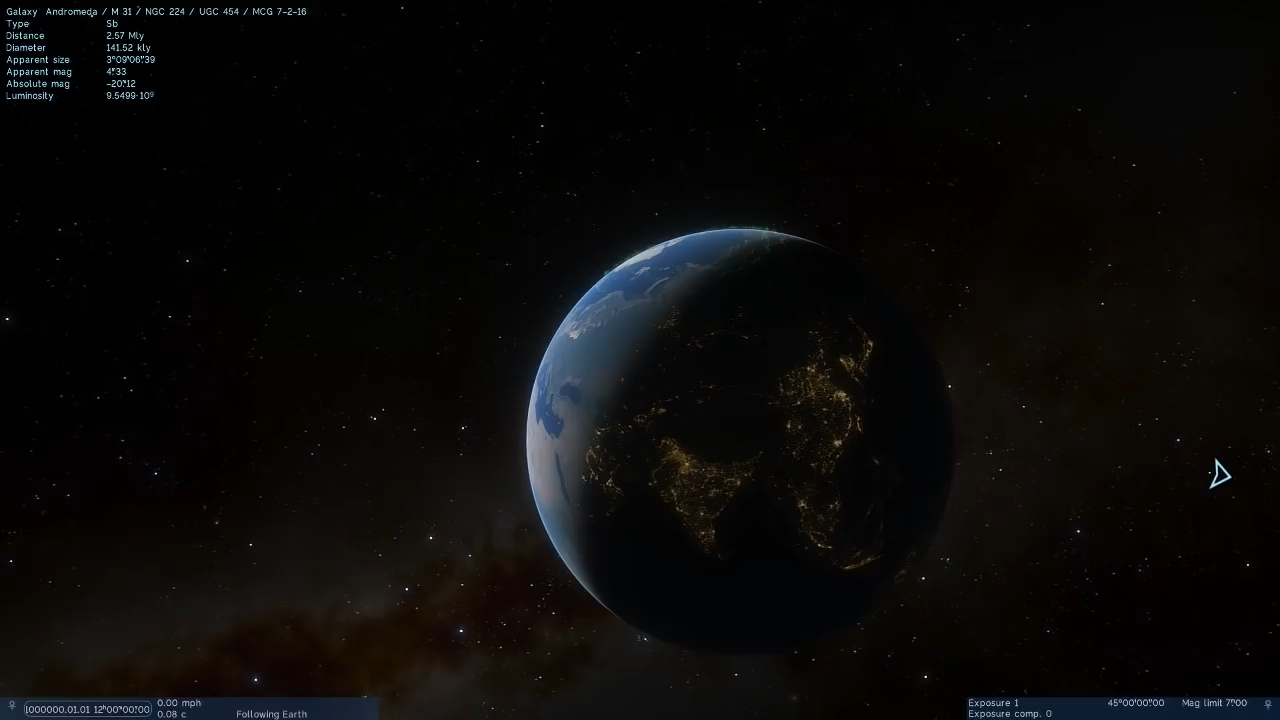 Galaxy Andromeda / M 31 / NGC 224 / UGC 454 / MCG 7-2-16
Type Sb
Distance 2.57 Mly
Diameter 141.52 kly
Apparent size 3°09'06."39
Apparent mag 4.ᵐ33
Absolute mag -20.ᵐ12
Luminosity 9.5499·10⁹
1000000.01.01 12:00:00.00
0.00 mph
0.08 c
Following Earth
Exposure 1
Exposure comp. 0
45°00'00."00
Mag limit 7.ᵐ00